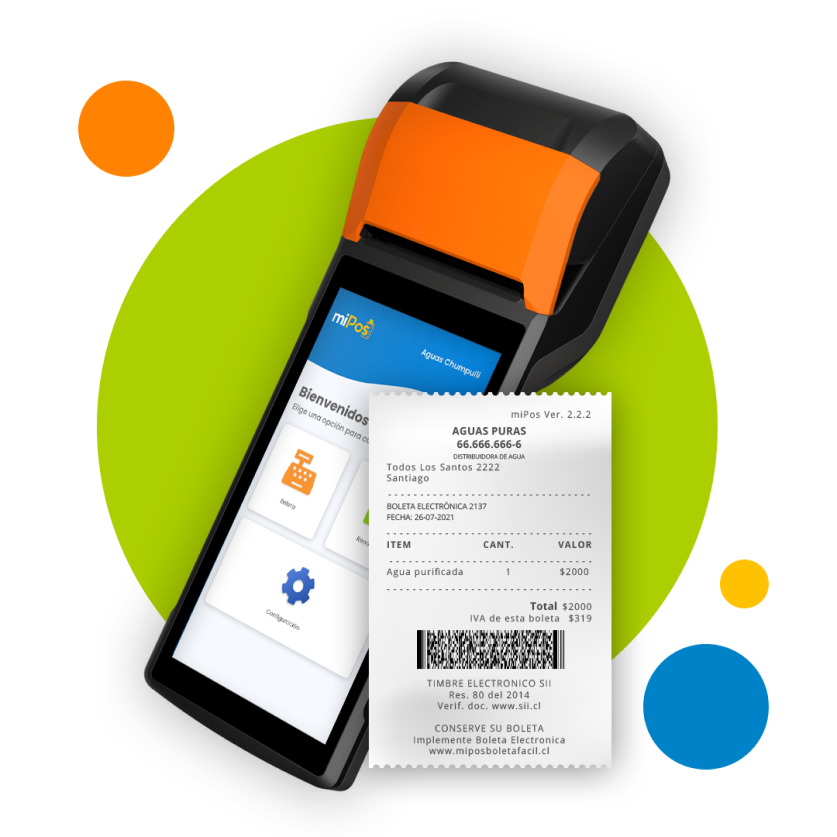 miPos
Aguas Chumpulli
Bienvenidos
Elige una opción para
Boleta
Configuración
miPos Ver. 2.2.2
AGUAS PURAS
66.666.666-6
DISTRIBUIDORA DE AGUA
Todos Los Santos 2222
Santiago
BOLETA ELECTRÓNICA 2137
FECHA: 26-07-2021
ITEM CANT. VALOR
Agua purificada 1 $2000
Total $2000
IVA de esta boleta $319
TIMBRE ELECTRONICO SII
Res. 80 del 2014
Verif. doc. www.sii.cl
CONSERVE SU BOLETA
Implemente Boleta Electronica
www.miposboletafacil.cl